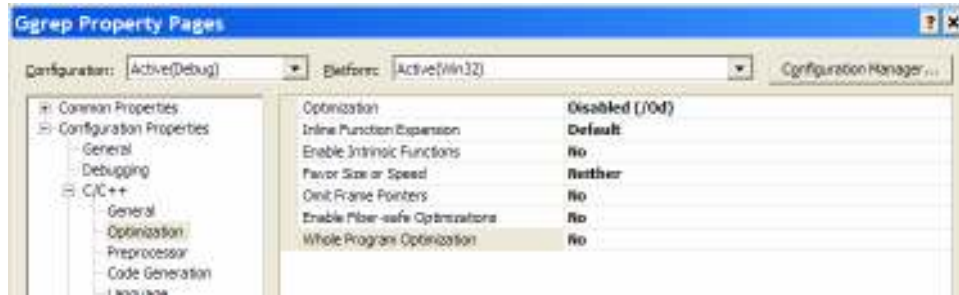 Ggrep Property Pages
Configuration: Active(Debug) Platform: Active(Win32) Configuration Manager...
Common Properties
Configuration Properties
General
Debugging
C/C++
General
Optimization
Preprocessor
Code Generation
Language
Optimization Disabled (/Od)
Inline Function Expansion Default
Enable Intrinsic Functions No
Favor Size or Speed Neither
Omit Frame Pointers No
Enable Fiber-safe Optimizations No
Whole Program Optimization No